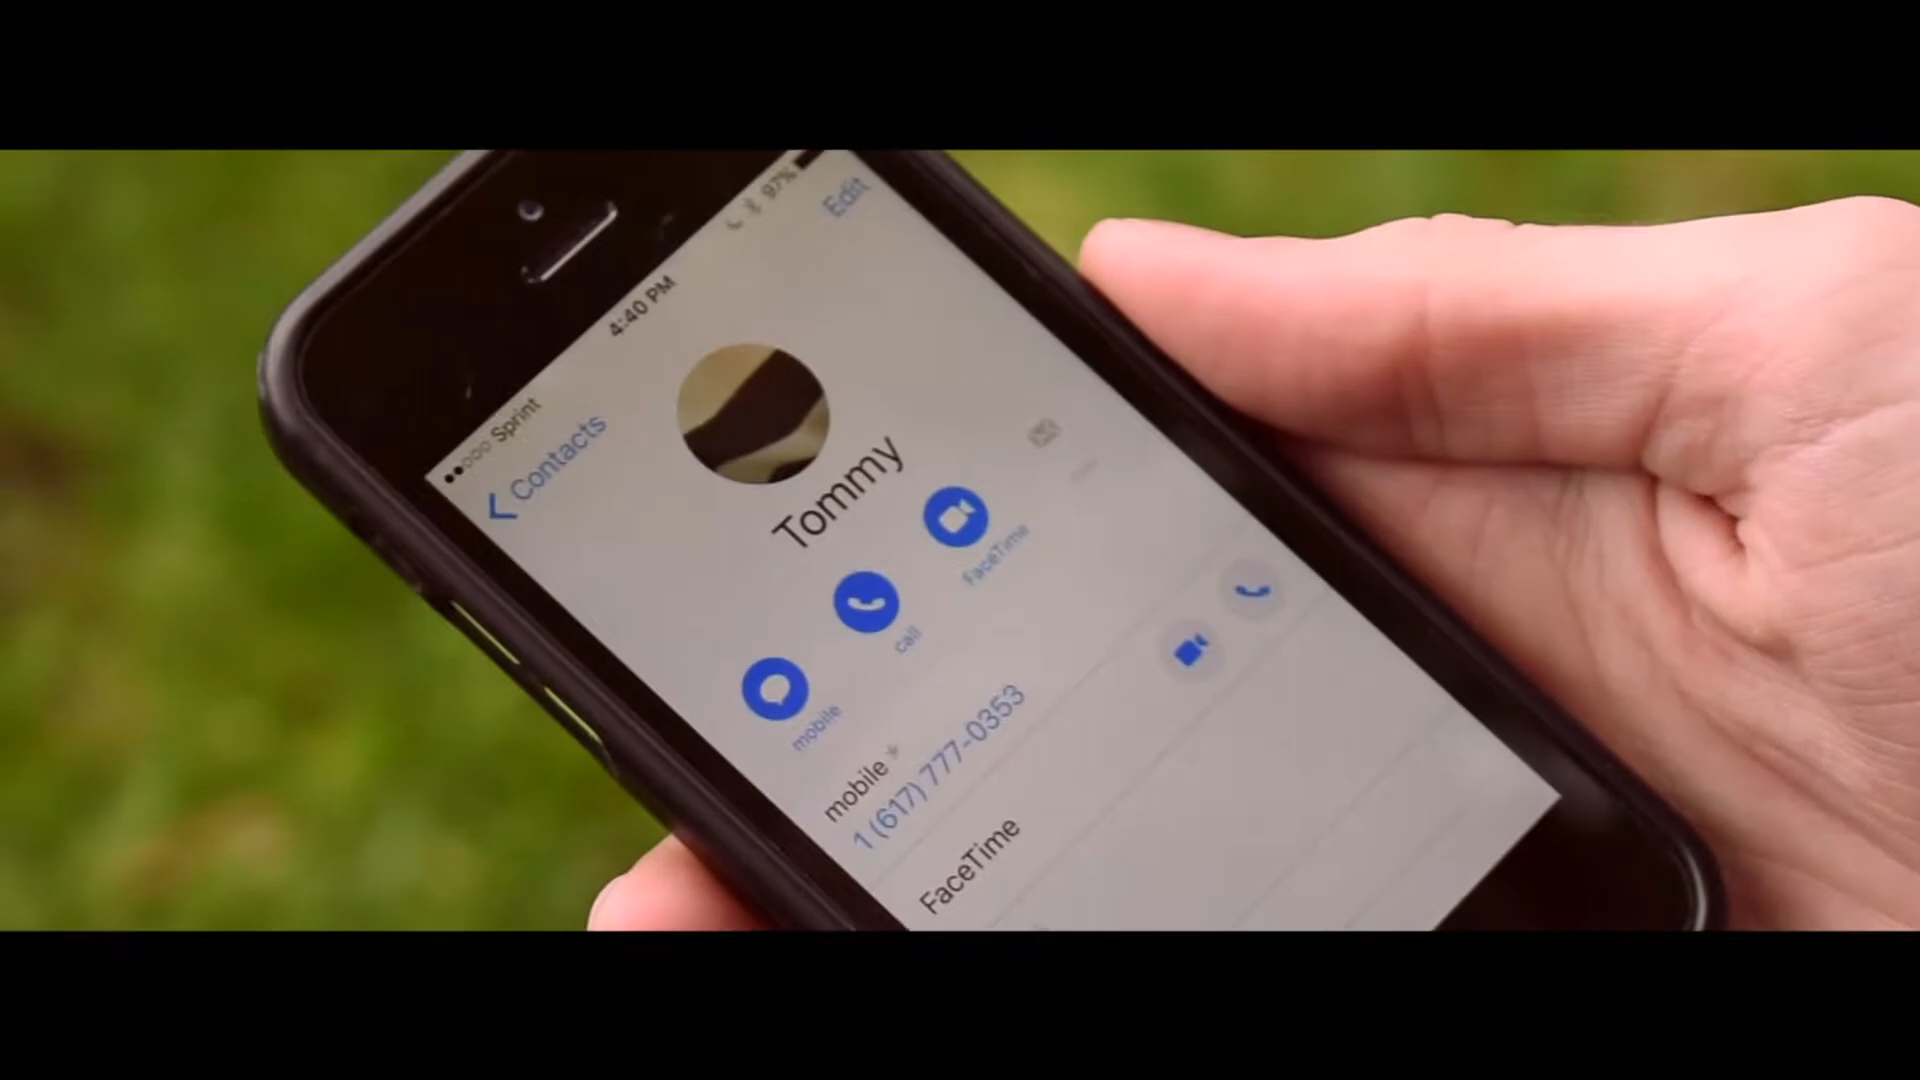 Sprint 4:40 PM 97%
Contacts Edit
Tommy
mobile call FaceTime
mobile
1 (617) 777-0353
FaceTime